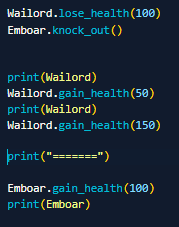 Wailord.lose_health(100)
Emboar.knock_out()
print(Wailord)
Wailord.gain_health(50)
print(Wailord)
Wailord.gain_health(150)
print("=======")
Emboar.gain_health(100)
print(Emboar)